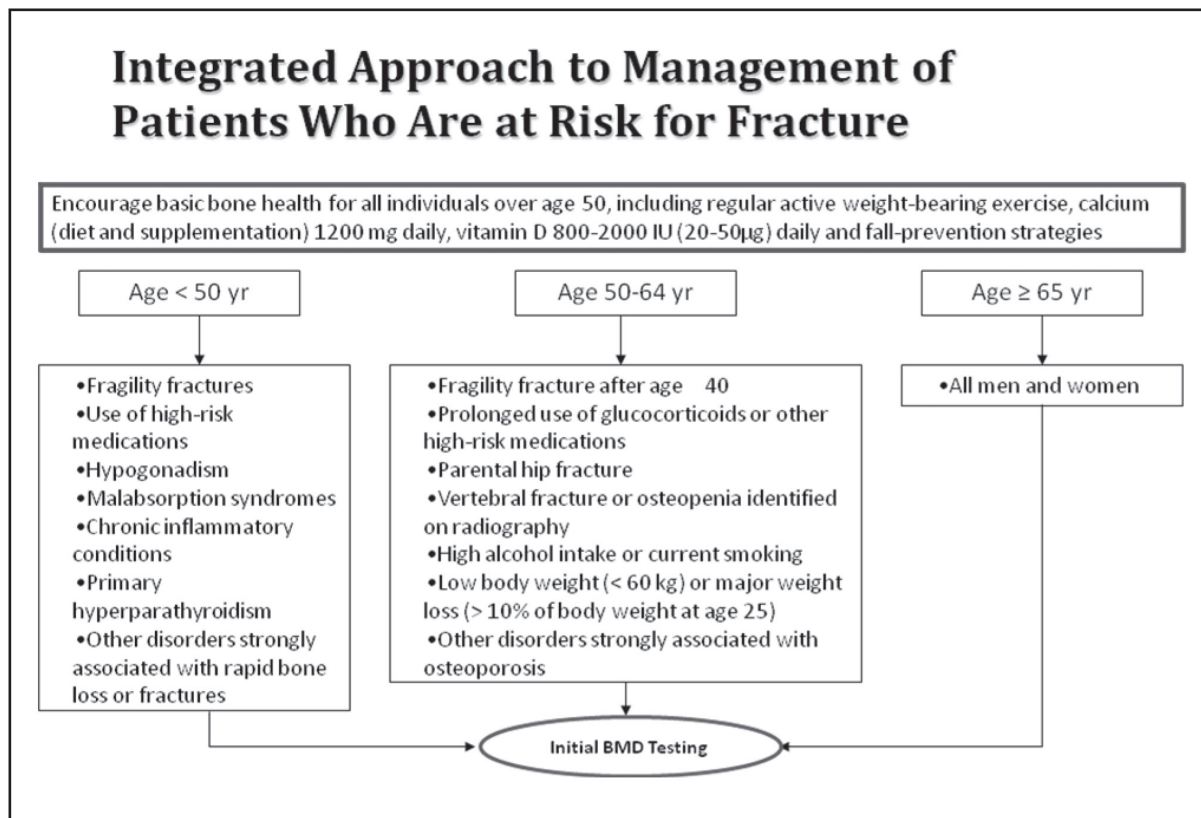 Integrated Approach to Management of
Patients Who Are at Risk for Fracture
Encourage basic bone health for all individuals over age 50, including regular active weight-bearing exercise, calcium
(diet and supplementation) 1200 mg daily, vitamin D 800-2000 IU (20-50µg) daily and fall-prevention strategies
Age < 50 yr
•Fragility fractures
•Use of high-risk
medications
•Hypogonadism
•Malabsorption syndromes
•Chronic inflammatory
conditions
•Primary
hyperparathyroidism
•Other disorders strongly
associated with rapid bone
loss or fractures
Age 50-64 yr
•Fragility fracture after age 40
•Prolonged use of glucocorticoids or other
high-risk medications
•Parental hip fracture
•Vertebral fracture or osteopenia identified
on radiography
•High alcohol intake or current smoking
•Low body weight (< 60 kg) or major weight
loss (> 10% of body weight at age 25)
•Other disorders strongly associated with
osteoporosis
Age ≥ 65 yr
•All men and women
Initial BMD Testing